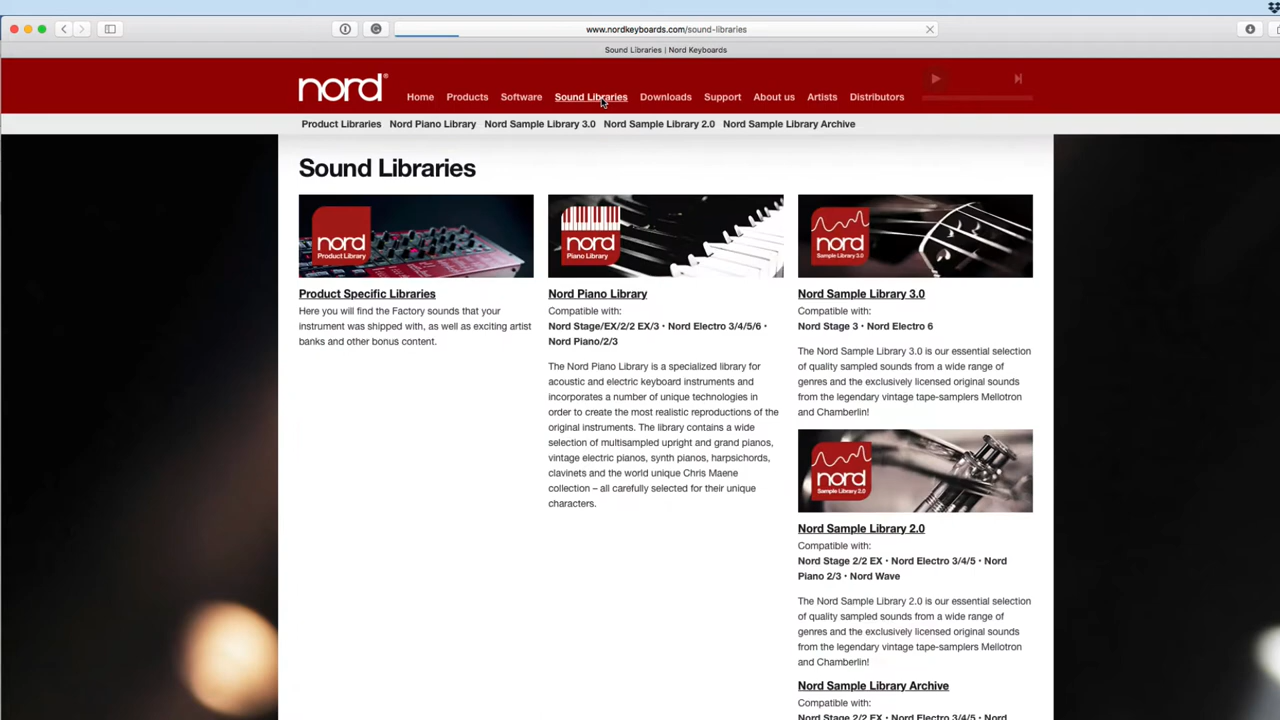 www.nordkeyboards.com/sound-libraries
Sound Libraries | Nord Keyboards
nord®
Home Products Software Sound Libraries Downloads Support About us Artists Distributors
Product Libraries Nord Piano Library Nord Sample Library 3.0 Nord Sample Library 2.0 Nord Sample Library Archive
Sound Libraries
nord
Product Library
nord
Piano Library
nord
Sample Library 3.0
Product Specific Libraries
Here you will find the Factory sounds that your
instrument was shipped with, as well as exciting artist
banks and other bonus content.
Nord Piano Library
Compatible with:
Nord Stage/EX/2/2 EX/3 • Nord Electro 3/4/5/6 •
Nord Piano/2/3
The Nord Piano Library is a specialized library for
acoustic and electric keyboard instruments and
incorporates a number of unique technologies in
order to create the most realistic reproductions of the
original instruments. The library contains a wide
selection of multisampled upright and grand pianos,
vintage electric pianos, synth pianos, harpsichords,
clavinets and the world unique Chris Maene
collection – all carefully selected for their unique
characters.
Nord Sample Library 3.0
Compatible with:
Nord Stage 3 • Nord Electro 6
The Nord Sample Library 3.0 is our essential selection
of quality sampled sounds from a wide range of
genres and the exclusively licensed original sounds
from the legendary vintage tape-samplers Mellotron
and Chamberlin!
nord
Sample Library 2.0
Nord Sample Library 2.0
Compatible with:
Nord Stage 2/2 EX • Nord Electro 3/4/5 • Nord
Piano 2/3 • Nord Wave
The Nord Sample Library 2.0 is our essential selection
of quality sampled sounds from a wide range of
genres and the exclusively licensed original sounds
from the legendary vintage tape-samplers Mellotron
and Chamberlin!
Nord Sample Library Archive
Compatible with:
Nord Stage 2/2 EX • Nord Electro 3/4/5 • Nord